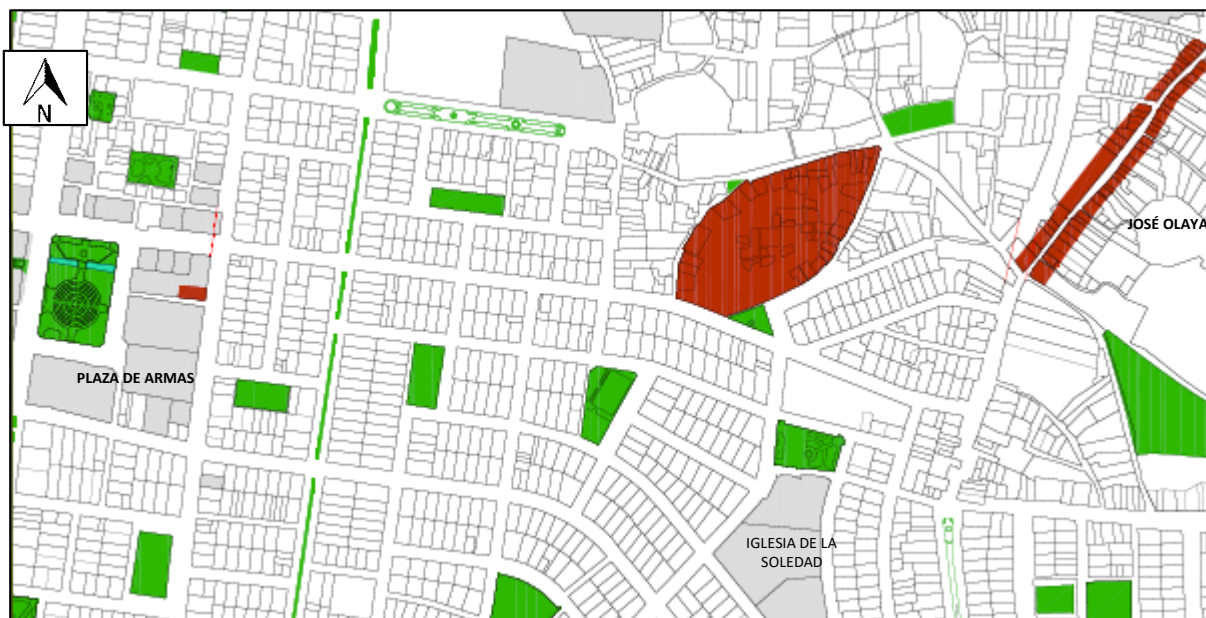 N
JOSÉ OLAYA
PLAZA DE ARMAS
IGLESIA DE LA
SOLEDAD